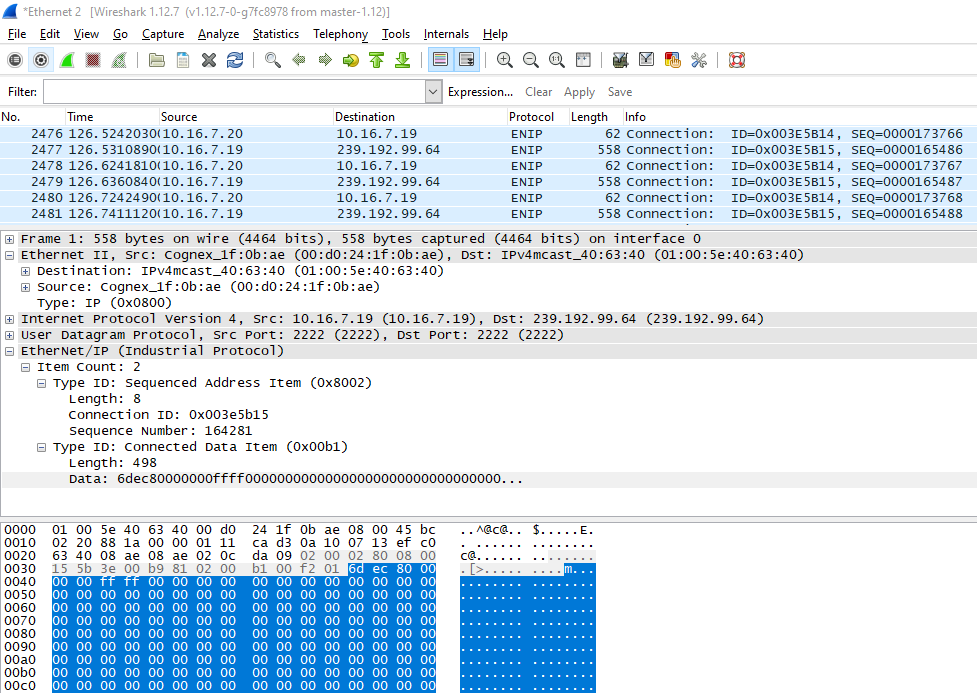 *Ethernet 2 [Wireshark 1.12.7 (v1.12.7-0-g7fc8978 from master-1.12)]
File Edit View Go Capture Analyze Statistics Telephony Tools Internals Help
Filter: Expression... Clear Apply Save
No. Time Source Destination Protocol Length Info
2476 126.52420300 10.16.7.20 10.16.7.19 ENIP 62 Connection: ID=0x003E5B14, SEQ=0000173766
2477 126.53108900 10.16.7.19 239.192.99.64 ENIP 558 Connection: ID=0x003E5B15, SEQ=0000165486
2478 126.62418100 10.16.7.20 10.16.7.19 ENIP 62 Connection: ID=0x003E5B14, SEQ=0000173767
2479 126.63608400 10.16.7.19 239.192.99.64 ENIP 558 Connection: ID=0x003E5B15, SEQ=0000165487
2480 126.72424900 10.16.7.20 10.16.7.19 ENIP 62 Connection: ID=0x003E5B14, SEQ=0000173768
2481 126.74111200 10.16.7.19 239.192.99.64 ENIP 558 Connection: ID=0x003E5B15, SEQ=0000165488
Frame 1: 558 bytes on wire (4464 bits), 558 bytes captured (4464 bits) on interface 0
Ethernet II, Src: Cognex_1f:0b:ae (00:d0:24:1f:0b:ae), Dst: IPv4mcast_40:63:40 (01:00:5e:40:63:40)
Destination: IPv4mcast_40:63:40 (01:00:5e:40:63:40)
Source: Cognex_1f:0b:ae (00:d0:24:1f:0b:ae)
Type: IP (0x0800)
Internet Protocol Version 4, Src: 10.16.7.19 (10.16.7.19), Dst: 239.192.99.64 (239.192.99.64)
User Datagram Protocol, Src Port: 2222 (2222), Dst Port: 2222 (2222)
EtherNet/IP (Industrial Protocol)
Item Count: 2
Type ID: Sequenced Address Item (0x8002)
Length: 8
Connection ID: 0x003e5b15
Sequence Number: 164281
Type ID: Connected Data Item (0x00b1)
Length: 498
Data: 6dec80000000ffff00000000000000000000000000000000...
0000 01 00 5e 40 63 40 00 d0 24 1f 0b ae 08 00 45 bc ..^@c@.. $.....E.
0010 02 20 88 1a 00 00 01 11 ca d3 0a 10 07 13 ef c0 . ...... ........
0020 63 40 08 ae 08 ae 02 0c da 09 02 00 02 80 08 00 c@...... ........
0030 15 5b 3e 00 b9 81 02 00 b1 00 f2 01 6d ec 80 00 .[>..... ....m...
0040 00 00 ff ff 00 00 00 00 00 00 00 00 00 00 00 00 ........ ........
0050 00 00 00 00 00 00 00 00 00 00 00 00 00 00 00 00 ........ ........
0060 00 00 00 00 00 00 00 00 00 00 00 00 00 00 00 00 ........ ........
0070 00 00 00 00 00 00 00 00 00 00 00 00 00 00 00 00 ........ ........
0080 00 00 00 00 00 00 00 00 00 00 00 00 00 00 00 00 ........ ........
0090 00 00 00 00 00 00 00 00 00 00 00 00 00 00 00 00 ........ ........
00a0 00 00 00 00 00 00 00 00 00 00 00 00 00 00 00 00 ........ ........
00b0 00 00 00 00 00 00 00 00 00 00 00 00 00 00 00 00 ........ ........
00c0 00 00 00 00 00 00 00 00 00 00 00 00 00 00 00 00 ........ ........